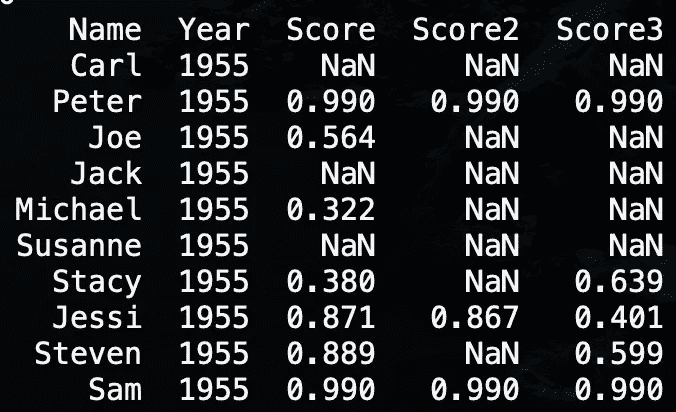 Name Year Score Score2 Score3
Carl 1955 NaN NaN NaN
Peter 1955 0.990 0.990 0.990
Joe 1955 0.564 NaN NaN
Jack 1955 NaN NaN NaN
Michael 1955 0.322 NaN NaN
Susanne 1955 NaN NaN NaN
Stacy 1955 0.380 NaN 0.639
Jessi 1955 0.871 0.867 0.401
Steven 1955 0.889 NaN 0.599
Sam 1955 0.990 0.990 0.990